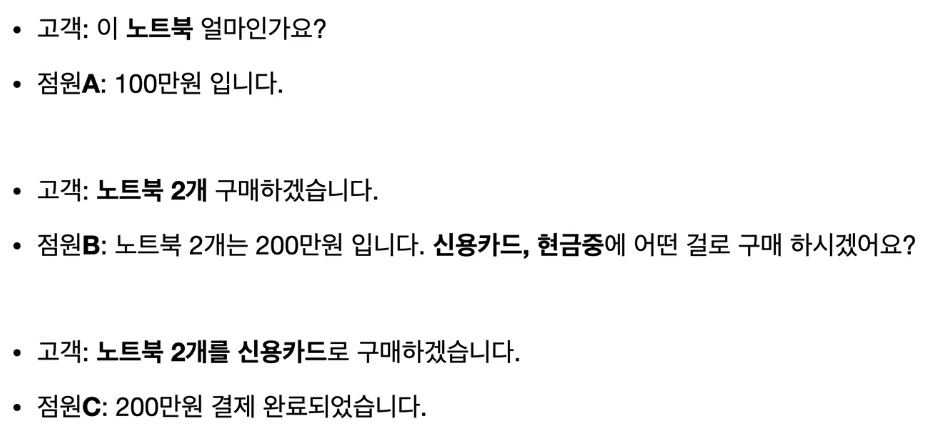 • 고객: 이 노트북 얼마인가요?
• 점원A: 100만원 입니다.
• 고객: 노트북 2개 구매하겠습니다.
• 점원B: 노트북 2개는 200만원 입니다. 신용카드, 현금중에 어떤 걸로 구매 하시겠어요?
• 고객: 노트북 2개를 신용카드로 구매하겠습니다.
• 점원C: 200만원 결제 완료되었습니다.